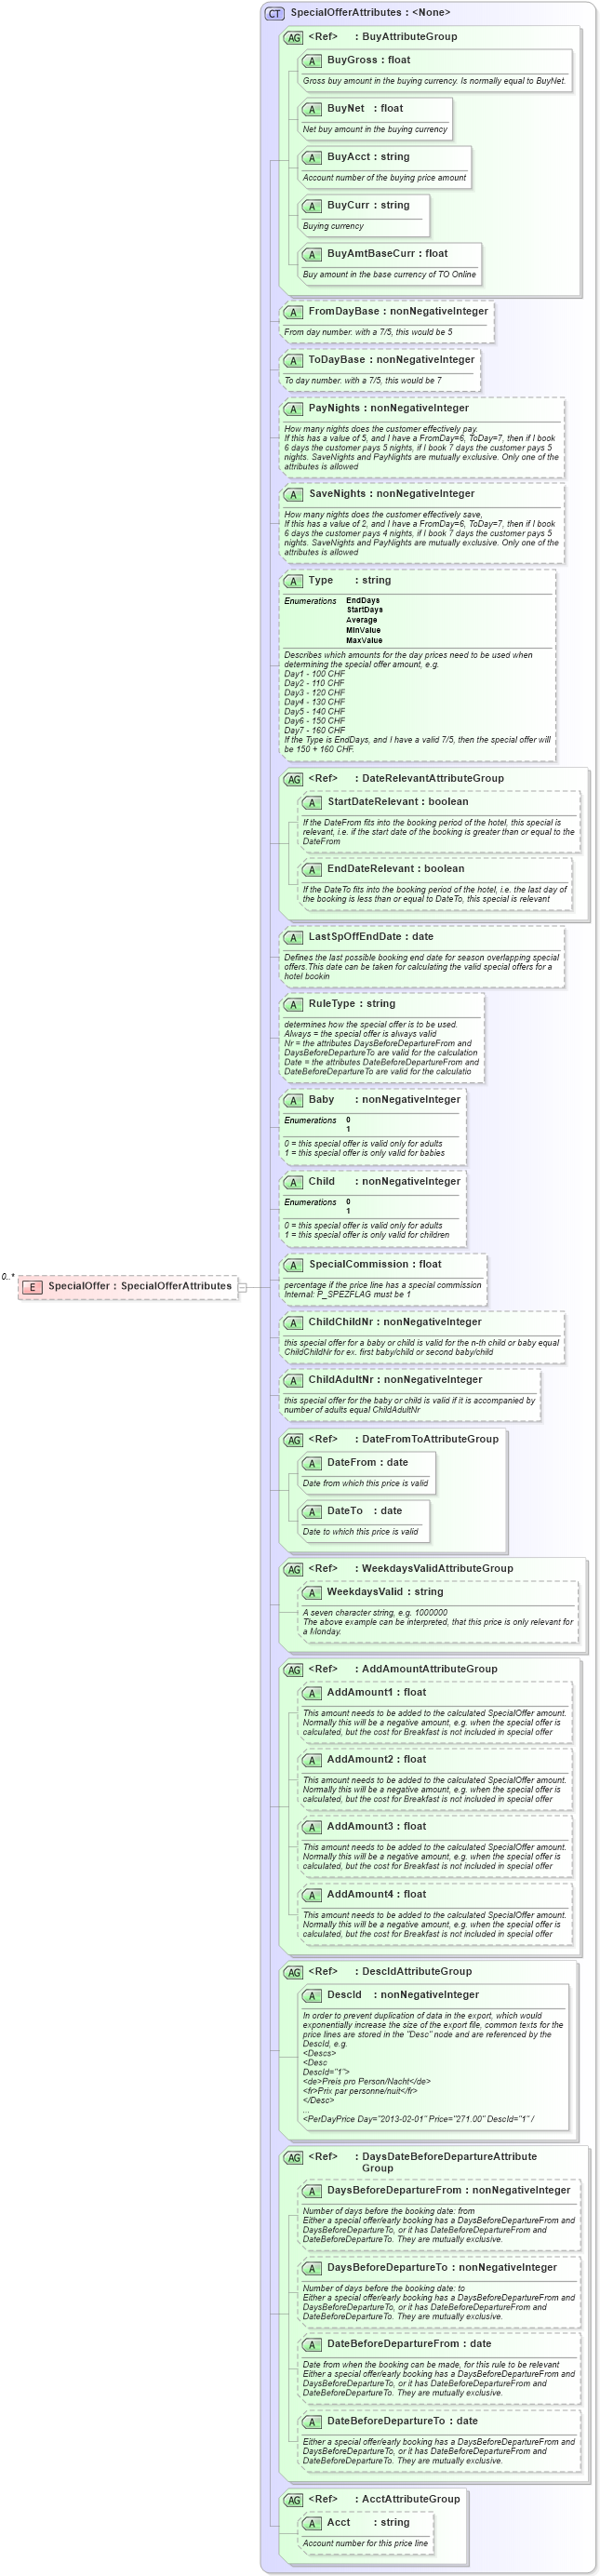 CT SpecialOfferAttributes : <None>
AG <Ref> : BuyAttributeGroup
A BuyGross : float
Gross buy amount in the buying currency. Is normally equal to BuyNet.
A BuyNet : float
Net buy amount in the buying currency
A BuyAcct : string
Account number of the buying price amount
A BuyCurr : string
Buying currency
A BuyAmtBaseCurr : float
Buy amount in the base currency of TO Online
A FromDayBase : nonNegativeInteger
From day number. with a 7/5, this would be 5
A ToDayBase : nonNegativeInteger
To day number. with a 7/5, this would be 7
A PayNights : nonNegativeInteger
How many nights does the customer effectively pay.
If this has a value of 5, and I have a FromDay=6, ToDay=7, then if I book
6 days the customer pays 5 nights, if I book 7 days the customer pays 5
nights. SaveNights and PayNights are mutually exclusive. Only one of the
attributes is allowed
A SaveNights : nonNegativeInteger
How many nights does the customer effectively save,
If this has a value of 2, and I have a FromDay=6, ToDay=7, then if I book
6 days the customer pays 4 nights, if I book 7 days the customer pays 5
nights. SaveNights and PayNights are mutually exclusive. Only one of the
attributes is allowed
A Type : string
Enumerations EndDays
StartDays
Average
MinValue
MaxValue
Describes which amounts for the day prices need to be used when
determining the special offer amount, e.g.
Day1 - 100 CHF
Day2 - 110 CHF
Day3 - 120 CHF
Day4 - 130 CHF
Day5 - 140 CHF
Day6 - 150 CHF
Day7 - 160 CHF
If the Type is EndDays, and I have a valid 7/5, then the special offer will
be 150 + 160 CHF.
AG <Ref> : DateRelevantAttributeGroup
A StartDateRelevant : boolean
If the DateFrom fits into the booking period of the hotel, this special is
relevant, i.e. if the start date of the booking is greater than or equal to the
DateFrom
A EndDateRelevant : boolean
If the DateTo fits into the booking period of the hotel, i.e. the last day of
the booking is less than or equal to DateTo, this special is relevant
A LastSpOffEndDate : date
Defines the last possible booking end date for season overlapping special
offers.This date can be taken for calculating the valid special offers for a
hotel bookin
A RuleType : string
determines how the special offer is to be used.
Always = the special offer is always valid
Nr = the attributes DaysBeforeDepartureFrom and
DaysBeforeDepartureTo are valid for the calculation
Date = the attributes DateBeforeDepartureFrom and
DateBeforeDepartureTo are valid for the calculatio
A Baby : nonNegativeInteger
Enumerations 0
1
0 = this special offer is valid only for adults
1 = this special offer is only valid for babies
A Child : nonNegativeInteger
Enumerations 0
1
0 = this special offer is valid only for adults
1 = this special offer is only valid for children
0..*
E SpecialOffer : SpecialOfferAttributes
A SpecialCommission : float
percentage if the price line has a special commission
Internal: P_SPEZFLAG must be 1
A ChildChildNr : nonNegativeInteger
this special offer for a baby or child is valid for the n-th child or baby equal
ChildChildNr for ex. first baby/child or second baby/child
A ChildAdultNr : nonNegativeInteger
this special offer for the baby or child is valid if it is accompanied by
number of adults equal ChildAdultNr
AG <Ref> : DateFromToAttributeGroup
A DateFrom : date
Date from which this price is valid
A DateTo : date
Date to which this price is valid
AG <Ref> : WeekdaysValidAttributeGroup
A WeekdaysValid : string
A seven character string, e.g. 1000000
The above example can be interpreted, that this price is only relevant for
a Monday.
AG <Ref> : AddAmountAttributeGroup
A AddAmount1 : float
This amount needs to be added to the calculated SpecialOffer amount.
Normally this will be a negative amount, e.g. when the special offer is
calculated, but the cost for Breakfast is not included in special offer
A AddAmount2 : float
This amount needs to be added to the calculated SpecialOffer amount.
Normally this will be a negative amount, e.g. when the special offer is
calculated, but the cost for Breakfast is not included in special offer
A AddAmount3 : float
This amount needs to be added to the calculated SpecialOffer amount.
Normally this will be a negative amount, e.g. when the special offer is
calculated, but the cost for Breakfast is not included in special offer
A AddAmount4 : float
This amount needs to be added to the calculated SpecialOffer amount.
Normally this will be a negative amount, e.g. when the special offer is
calculated, but the cost for Breakfast is not included in special offer
AG <Ref> : DescIdAttributeGroup
A DescId : nonNegativeInteger
In order to prevent duplication of data in the export, which would
exponentially increase the size of the export file, common texts for the
price lines are stored in the "Desc" node and are referenced by the
DescId, e.g.
<Descs>
<Desc
DescId="1">
<de>Preis pro Person/Nacht</de>
<fr>Prix par personne/nuit</fr>
</Desc>
...
<PerDayPrice Day="2013-02-01" Price="271.00" DescId="1" /
AG <Ref> : DaysDateBeforeDepartureAttribute
Group
A DaysBeforeDepartureFrom : nonNegativeInteger
Number of days before the booking date: from
Either a special offer/early booking has a DaysBeforeDepartureFrom and
DaysBeforeDepartureTo, or it has DateBeforeDepartureFrom and
DateBeforeDepartureTo. They are mutually exclusive.
A DaysBeforeDepartureTo : nonNegativeInteger
Number of days before the booking date: to
Either a special offer/early booking has a DaysBeforeDepartureFrom and
DaysBeforeDepartureTo, or it has DateBeforeDepartureFrom and
DateBeforeDepartureTo. They are mutually exclusive.
A DateBeforeDepartureFrom : date
Date from when the booking can be made, for this rule to be relevant
Either a special offer/early booking has a DaysBeforeDepartureFrom and
DaysBeforeDepartureTo, or it has DateBeforeDepartureFrom and
DateBeforeDepartureTo. They are mutually exclusive.
A DateBeforeDepartureTo : date
Either a special offer/early booking has a DaysBeforeDepartureFrom and
DaysBeforeDepartureTo, or it has DateBeforeDepartureFrom and
DateBeforeDepartureTo. They are mutually exclusive.
AG <Ref> : AcctAttributeGroup
A Acct : string
Account number for this price line